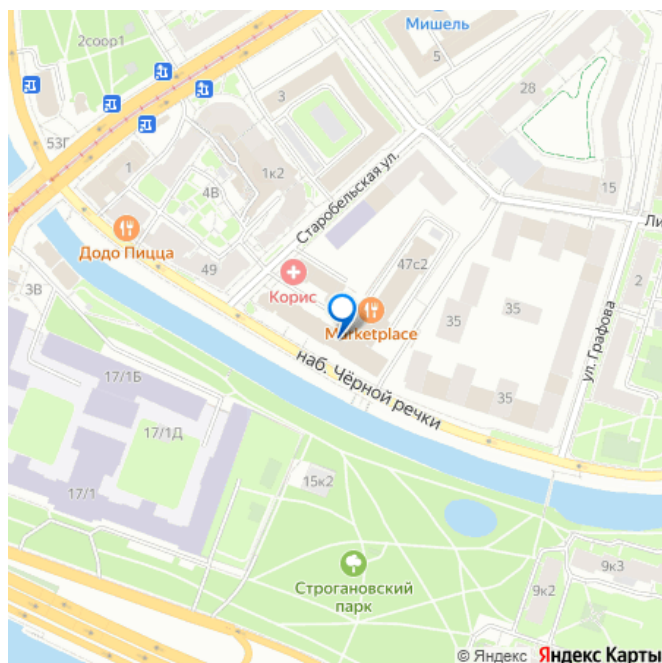 Мишель
2соор1
5
28
3
53Г
1
1к2
4В
15
Старобельская ул.
Ли
Додо Пицца
49
Корис
47с2
2
3В
35
35
Marketplace
ул. Графова
наб. Чёрной речки
17/1Б
35
17/1Д
17/1
15к2
9к3
Строгановский
парк
9к2
© Яндекс Яндекс Карты